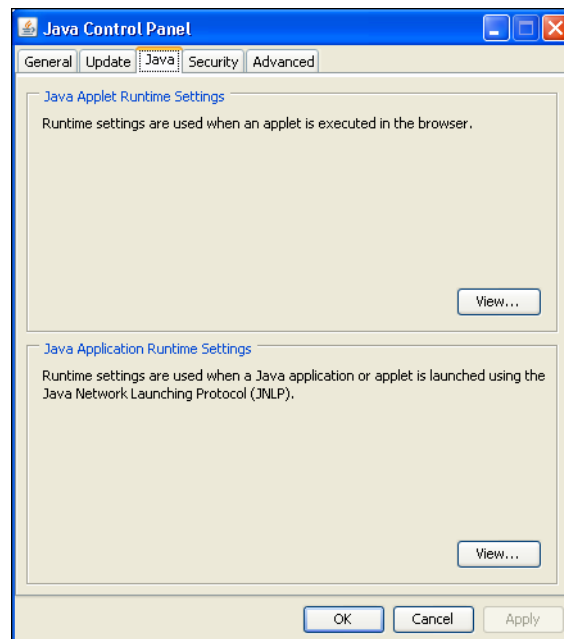 Java Control Panel
General Update Java Security Advanced
Java Applet Runtime Settings
Runtime settings are used when an applet is executed in the browser.
View...
Java Application Runtime Settings
Runtime settings are used when a Java application or applet is launched using the
Java Network Launching Protocol (JNLP).
View...
OK Cancel Apply